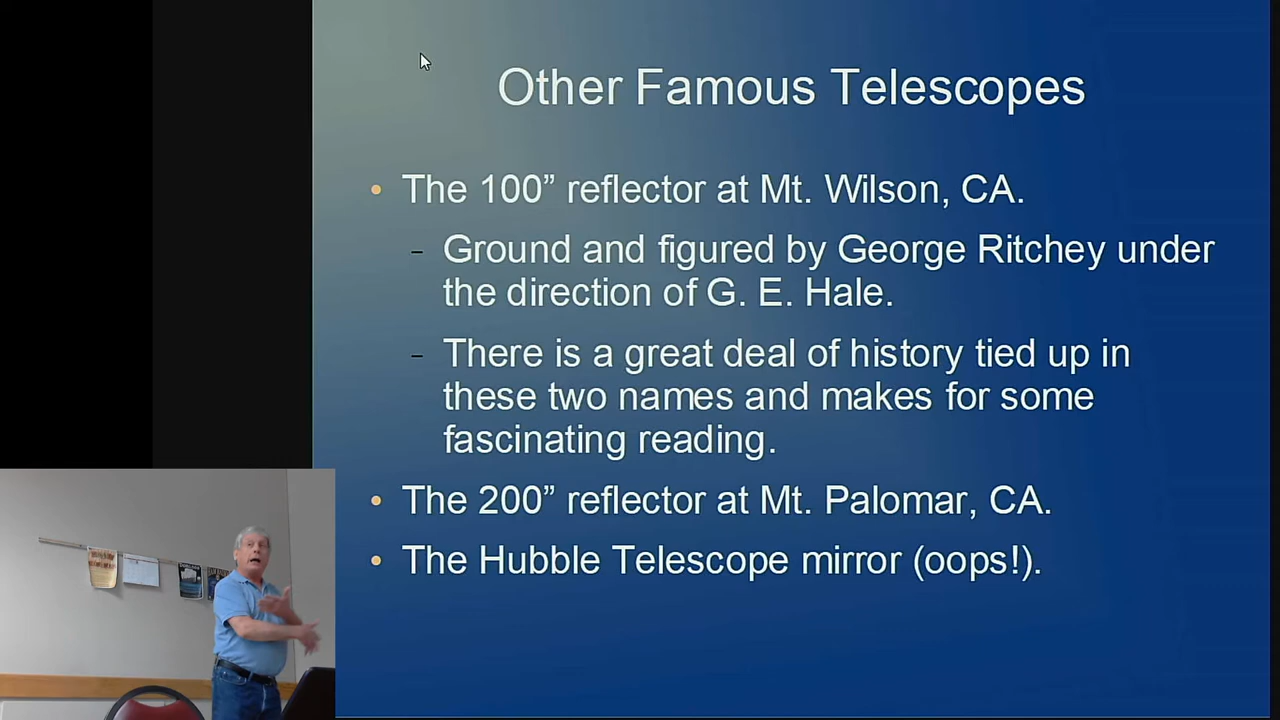 Other Famous Telescopes
• The 100” reflector at Mt. Wilson, CA.
– Ground and figured by George Ritchey under
the direction of G. E. Hale.
– There is a great deal of history tied up in
these two names and makes for some
fascinating reading.
• The 200” reflector at Mt. Palomar, CA.
• The Hubble Telescope mirror (oops!).